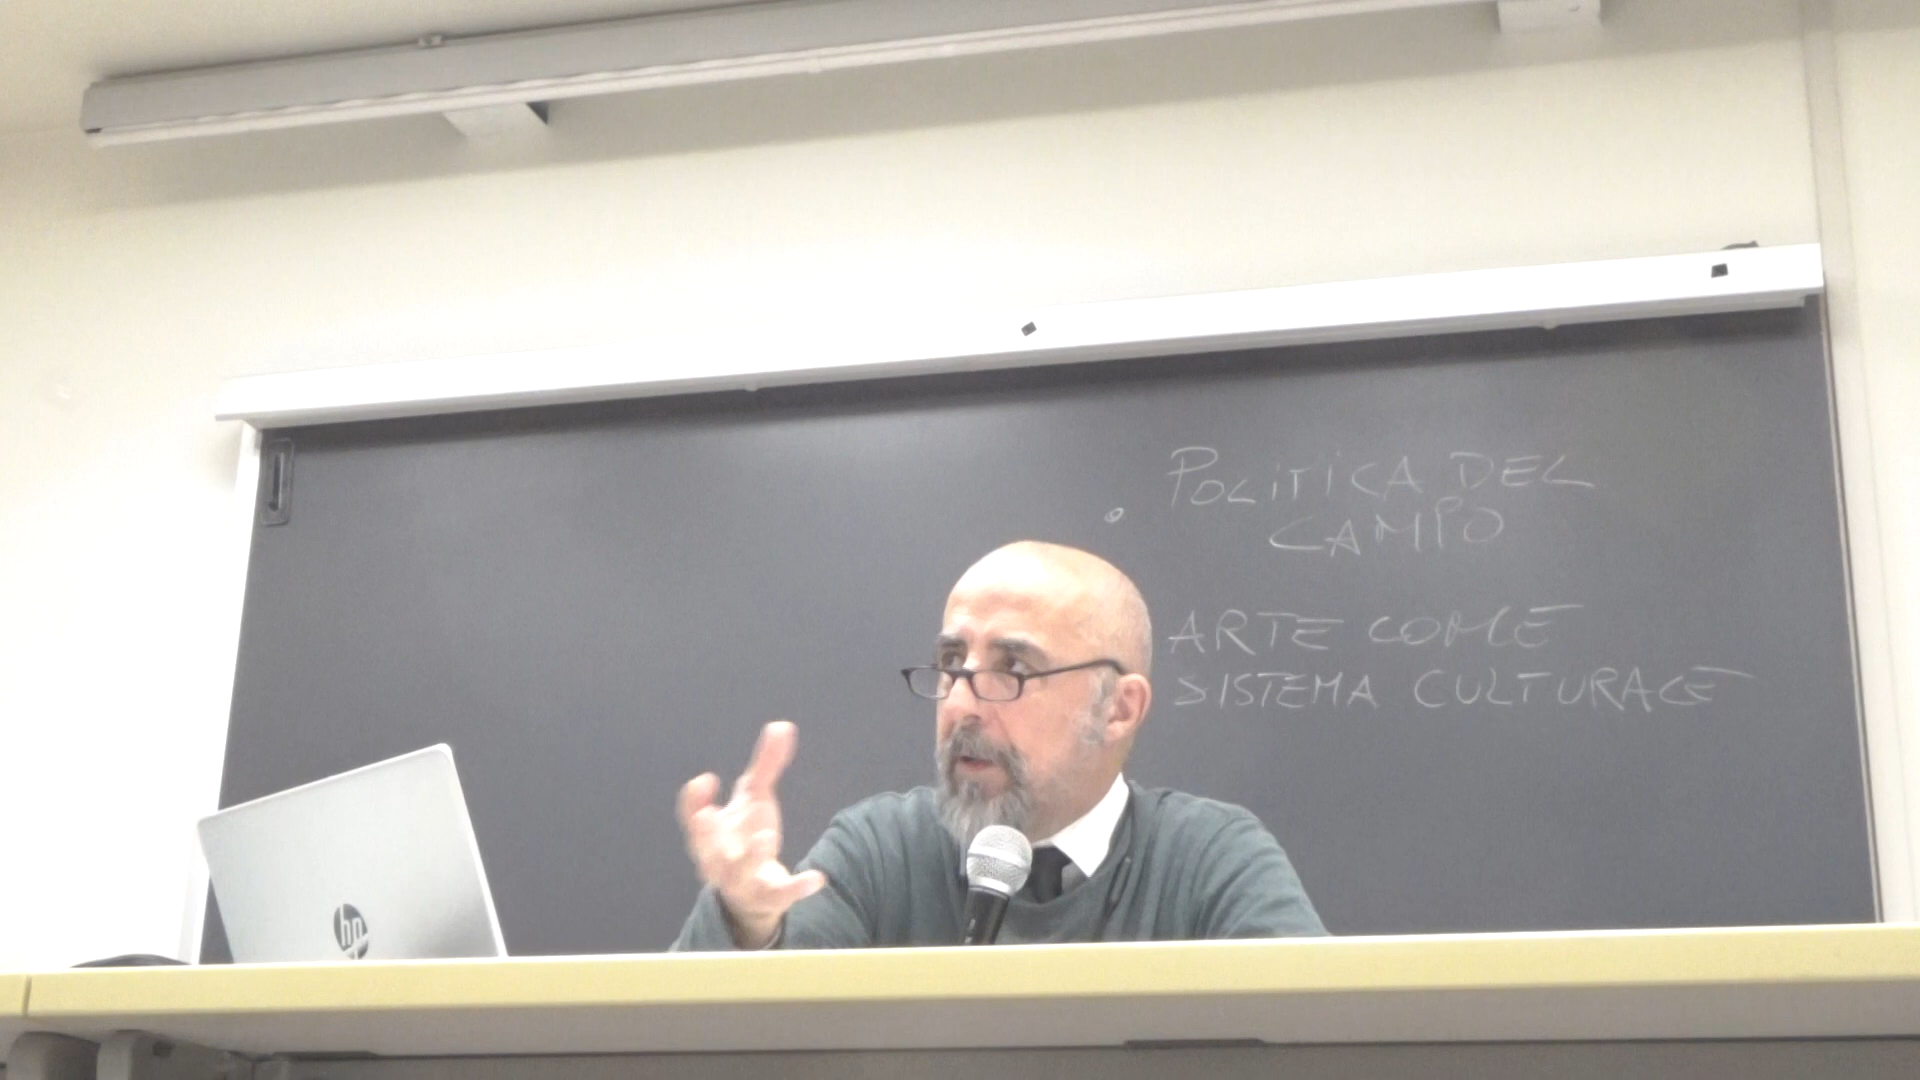 POLITICA DEL
CAMPO
ARTE COME
SISTEMA CULTURALE
hp